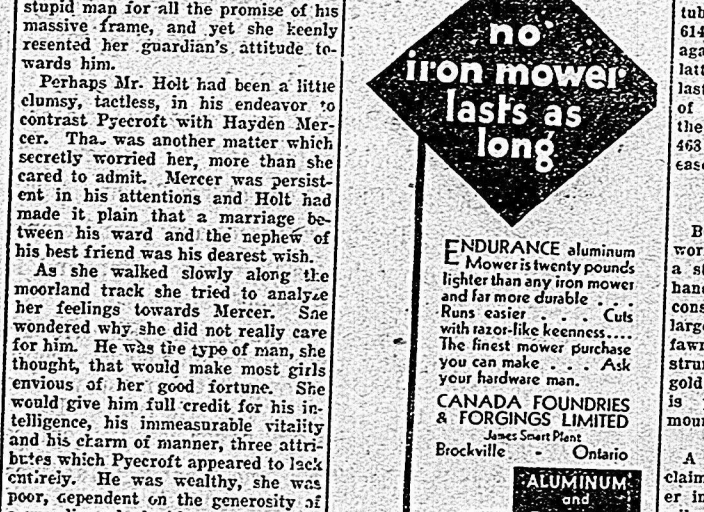 stupid man for all the promise of his
massive frame, and yet she keenly
resented her guardian's attitude to-
wards him.
Perhaps Mr. Holt had been a little
clumsy, tactless, in his endeavor to
contrast Pyecroft with Hayden Mer-
cer. That was another matter which
secretly worried her, more than she
cared to admit. Mercer was persist-
ent in his attentions and Holt had
made it plain that a marriage be-
tween his ward and the nephew of
his best friend was his dearest wish.
As she walked slowly along the
moorland track she tried to analyze
her feelings towards Mercer. She
wondered why she did not really care
for him. He was the type of man, she
thought, that would make most girls
envious of her good fortune. She
would give him full credit for his in-
telligence, his immeasurable vitality
and his charm of manner, three attri-
butes which Pyecroft appeared to lack
entirely. He was wealthy, she was
poor, dependent on the generosity of
no
iron mower
lasts as
long
ENDURANCE aluminum
Mower is twenty pounds
lighter than any iron mower
and far more durable . . .
Runs easier . . . Cuts
with razor-like keenness....
The finest mower purchase
you can make . . . Ask
your hardware man.
CANADA FOUNDRIES
& FORGINGS LIMITED
James Smart Plant
Brockville - Ontario
ALUMINUM
and
tub
614
aga
latt
last
of
the
463
ease
B
wor
a st
hand
cons
large
fawn
strun
gold
is
moun
A
claim
er in